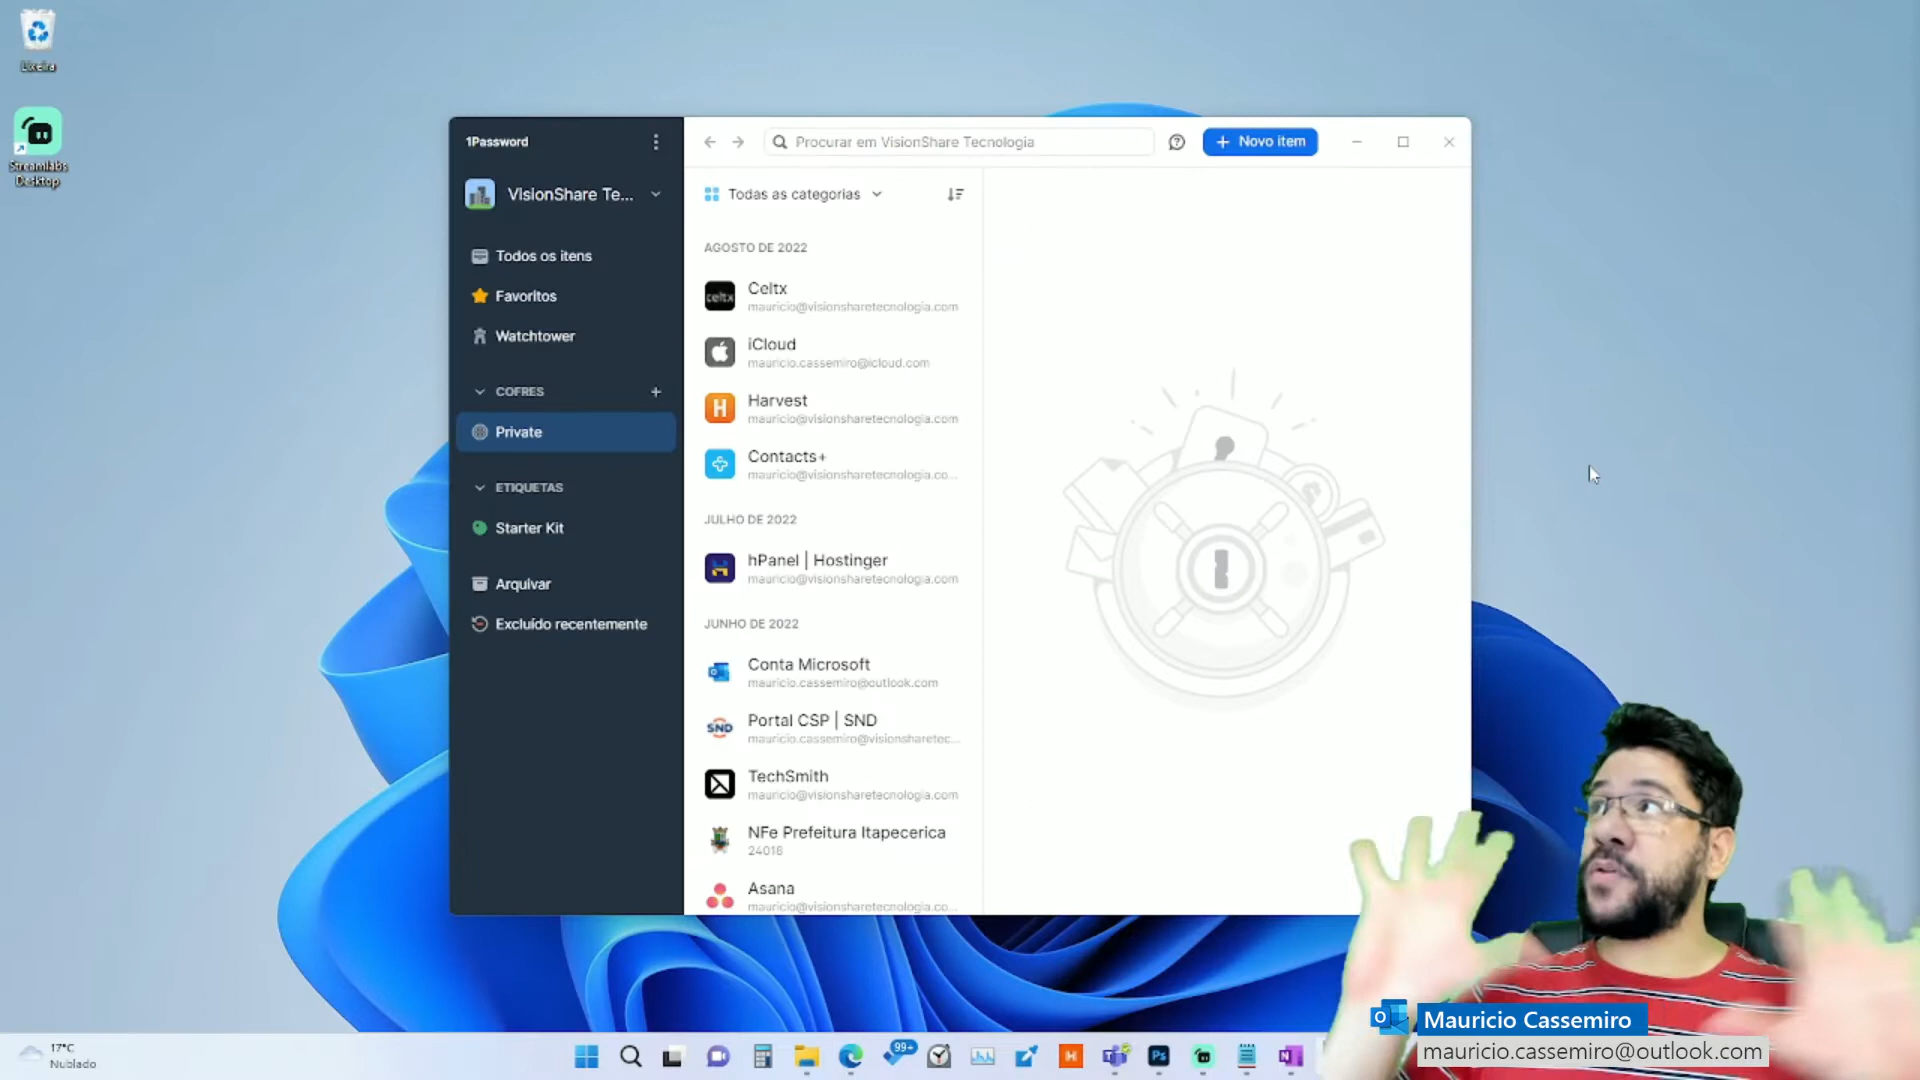 Lixeira
Streamlabs
Desktop
1Password
Procurar em VisionShare Tecnologia
Novo item
VisionShare Te...
Todas as categorias
Todos os itens
Favoritos
Watchtower
COFRES
Private
ETIQUETAS
Starter Kit
Arquivar
Excluído recentemente
AGOSTO DE 2022
celtx
Celtx
mauricio@visionsharetecnologia.com
iCloud
mauricio.cassemiro@icloud.com
H
Harvest
mauricio@visionsharetecnologia.com
Contacts+
mauricio@visionsharetecnologia.co...
JULHO DE 2022
hPanel | Hostinger
mauricio@visionsharetecnologia.com
JUNHO DE 2022
Conta Microsoft
mauricio.cassemiro@outlook.com
SND
Portal CSP | SND
mauricio.cassemiro@visionsharetec...
TechSmith
mauricio@visionsharetecnologia.com
NFe Prefeitura Itapecerica
24018
Asana
mauricio@visionsharetecnologia.co...
O
Mauricio Cassemiro
mauricio.cassemiro@outlook.com
17°C
Nublado
99+
H
Ps
N